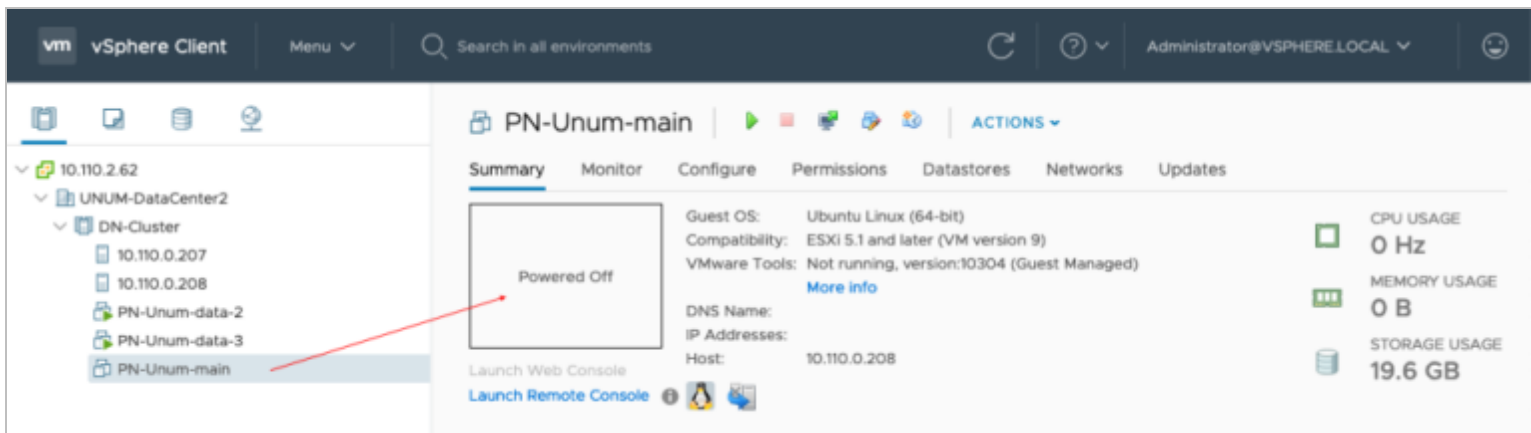 vm vSphere Client Menu Search in all environments Administrator@VSPHERE.LOCAL
10.110.2.62
UNUM-DataCenter2
DN-Cluster
10.110.0.207
10.110.0.208
PN-Unum-data-2
PN-Unum-data-3
PN-Unum-main
PN-Unum-main ACTIONS
Summary Monitor Configure Permissions Datastores Networks Updates
Powered Off
Launch Web Console
Launch Remote Console
Guest OS: Ubuntu Linux (64-bit)
Compatibility: ESXi 5.1 and later (VM version 9)
VMware Tools: Not running, version:10304 (Guest Managed)
More info
DNS Name:
IP Addresses:
Host: 10.110.0.208
CPU USAGE
0 Hz
MEMORY USAGE
0 B
STORAGE USAGE
19.6 GB